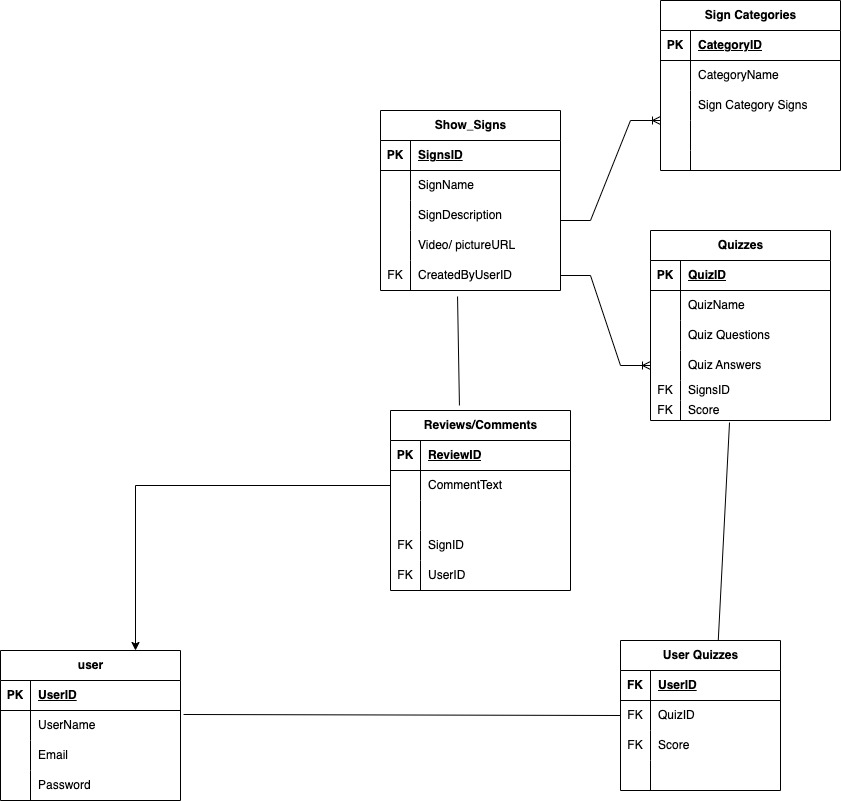 Sign Categories
PK CategoryID
CategoryName
Sign Category Signs
Show_Signs
PK SignsID
SignName
SignDescription
Video/ pictureURL
FK CreatedByUserID
Quizzes
PK QuizID
QuizName
Quiz Questions
Quiz Answers
FK SignsID
FK Score
Reviews/Comments
PK ReviewID
CommentText
FK SignID
FK UserID
user
PK UserID
UserName
Email
Password
User Quizzes
FK UserID
FK QuizID
FK Score